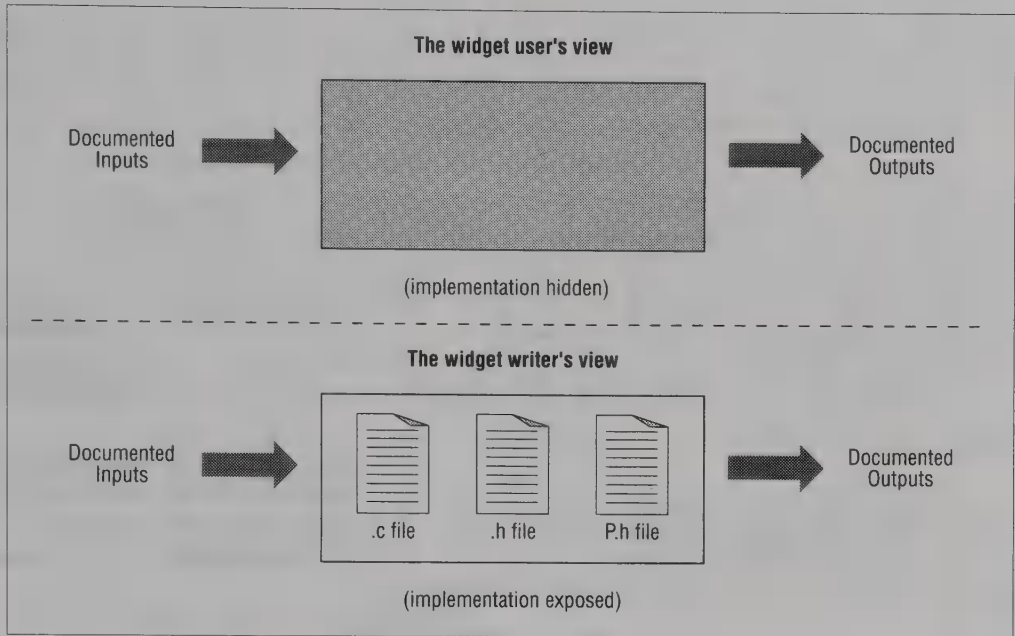 The widget user's view
Documented
Inputs
Documented
Outputs
(implementation hidden)
The widget writer's view
Documented
Inputs
.c file
.h file
P.h file
Documented
Outputs
(implementation exposed)